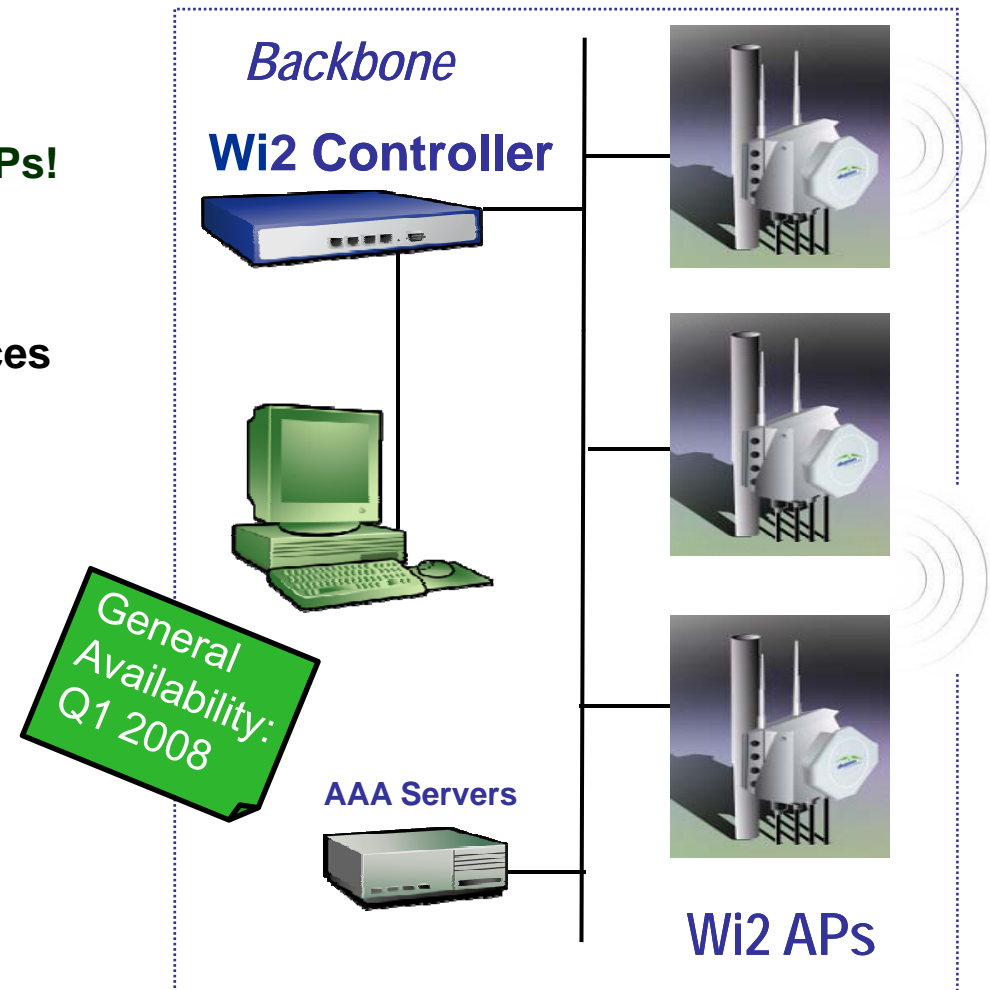 Backbone
Ps!
Wi2 Controller
ces
General
Availability:
Q1 2008
AAA Servers
Wi2 APs